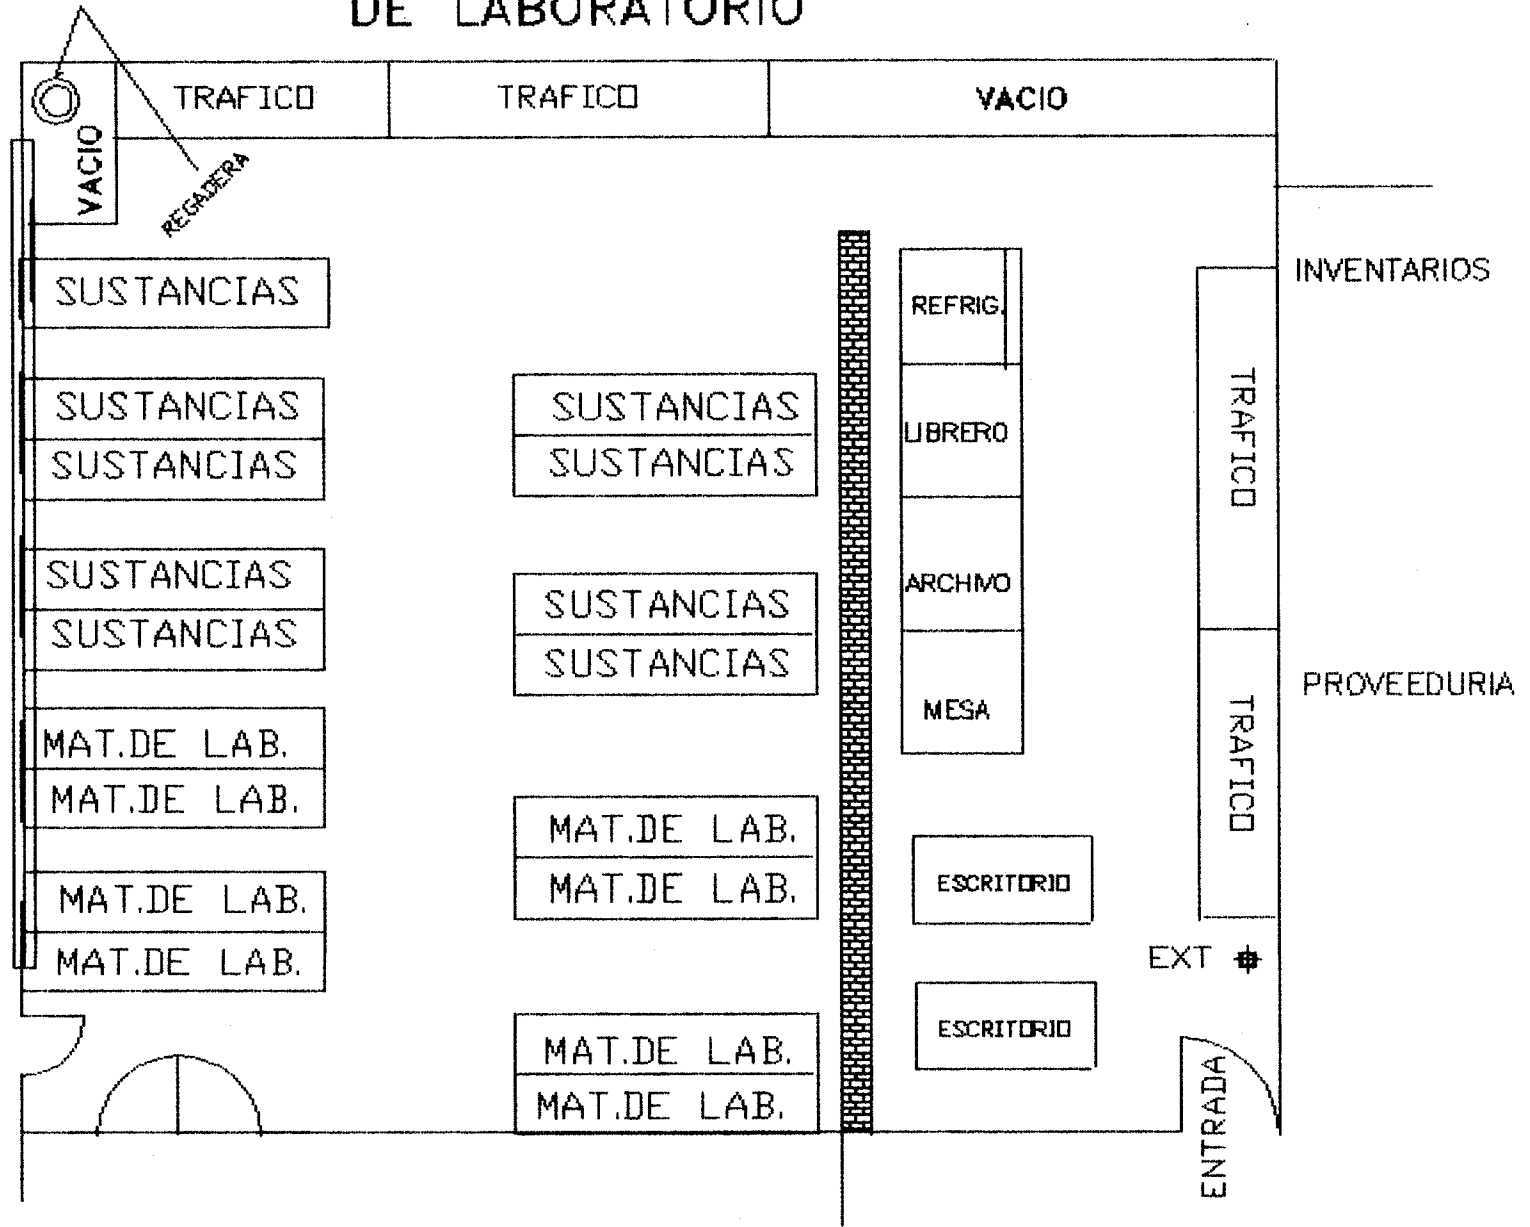 DE LABORATORIO
TRAFICO
TRAFICO
VACIO
VACIO
REGADERA
SUSTANCIAS
SUSTANCIAS
SUSTANCIAS
SUSTANCIAS
SUSTANCIAS
MAT.DE LAB.
MAT.DE LAB.
MAT.DE LAB.
MAT.DE LAB.
SUSTANCIAS
SUSTANCIAS
SUSTANCIAS
SUSTANCIAS
MAT.DE LAB.
MAT.DE LAB.
MAT.DE LAB.
MAT.DE LAB.
REFRIG.
LIBRERO
ARCHIVO
MESA
ESCRITORIO
ESCRITORIO
TRAFICO
TRAFICO
EXT
ENTRADA
INVENTARIOS
PROVEEDURIA